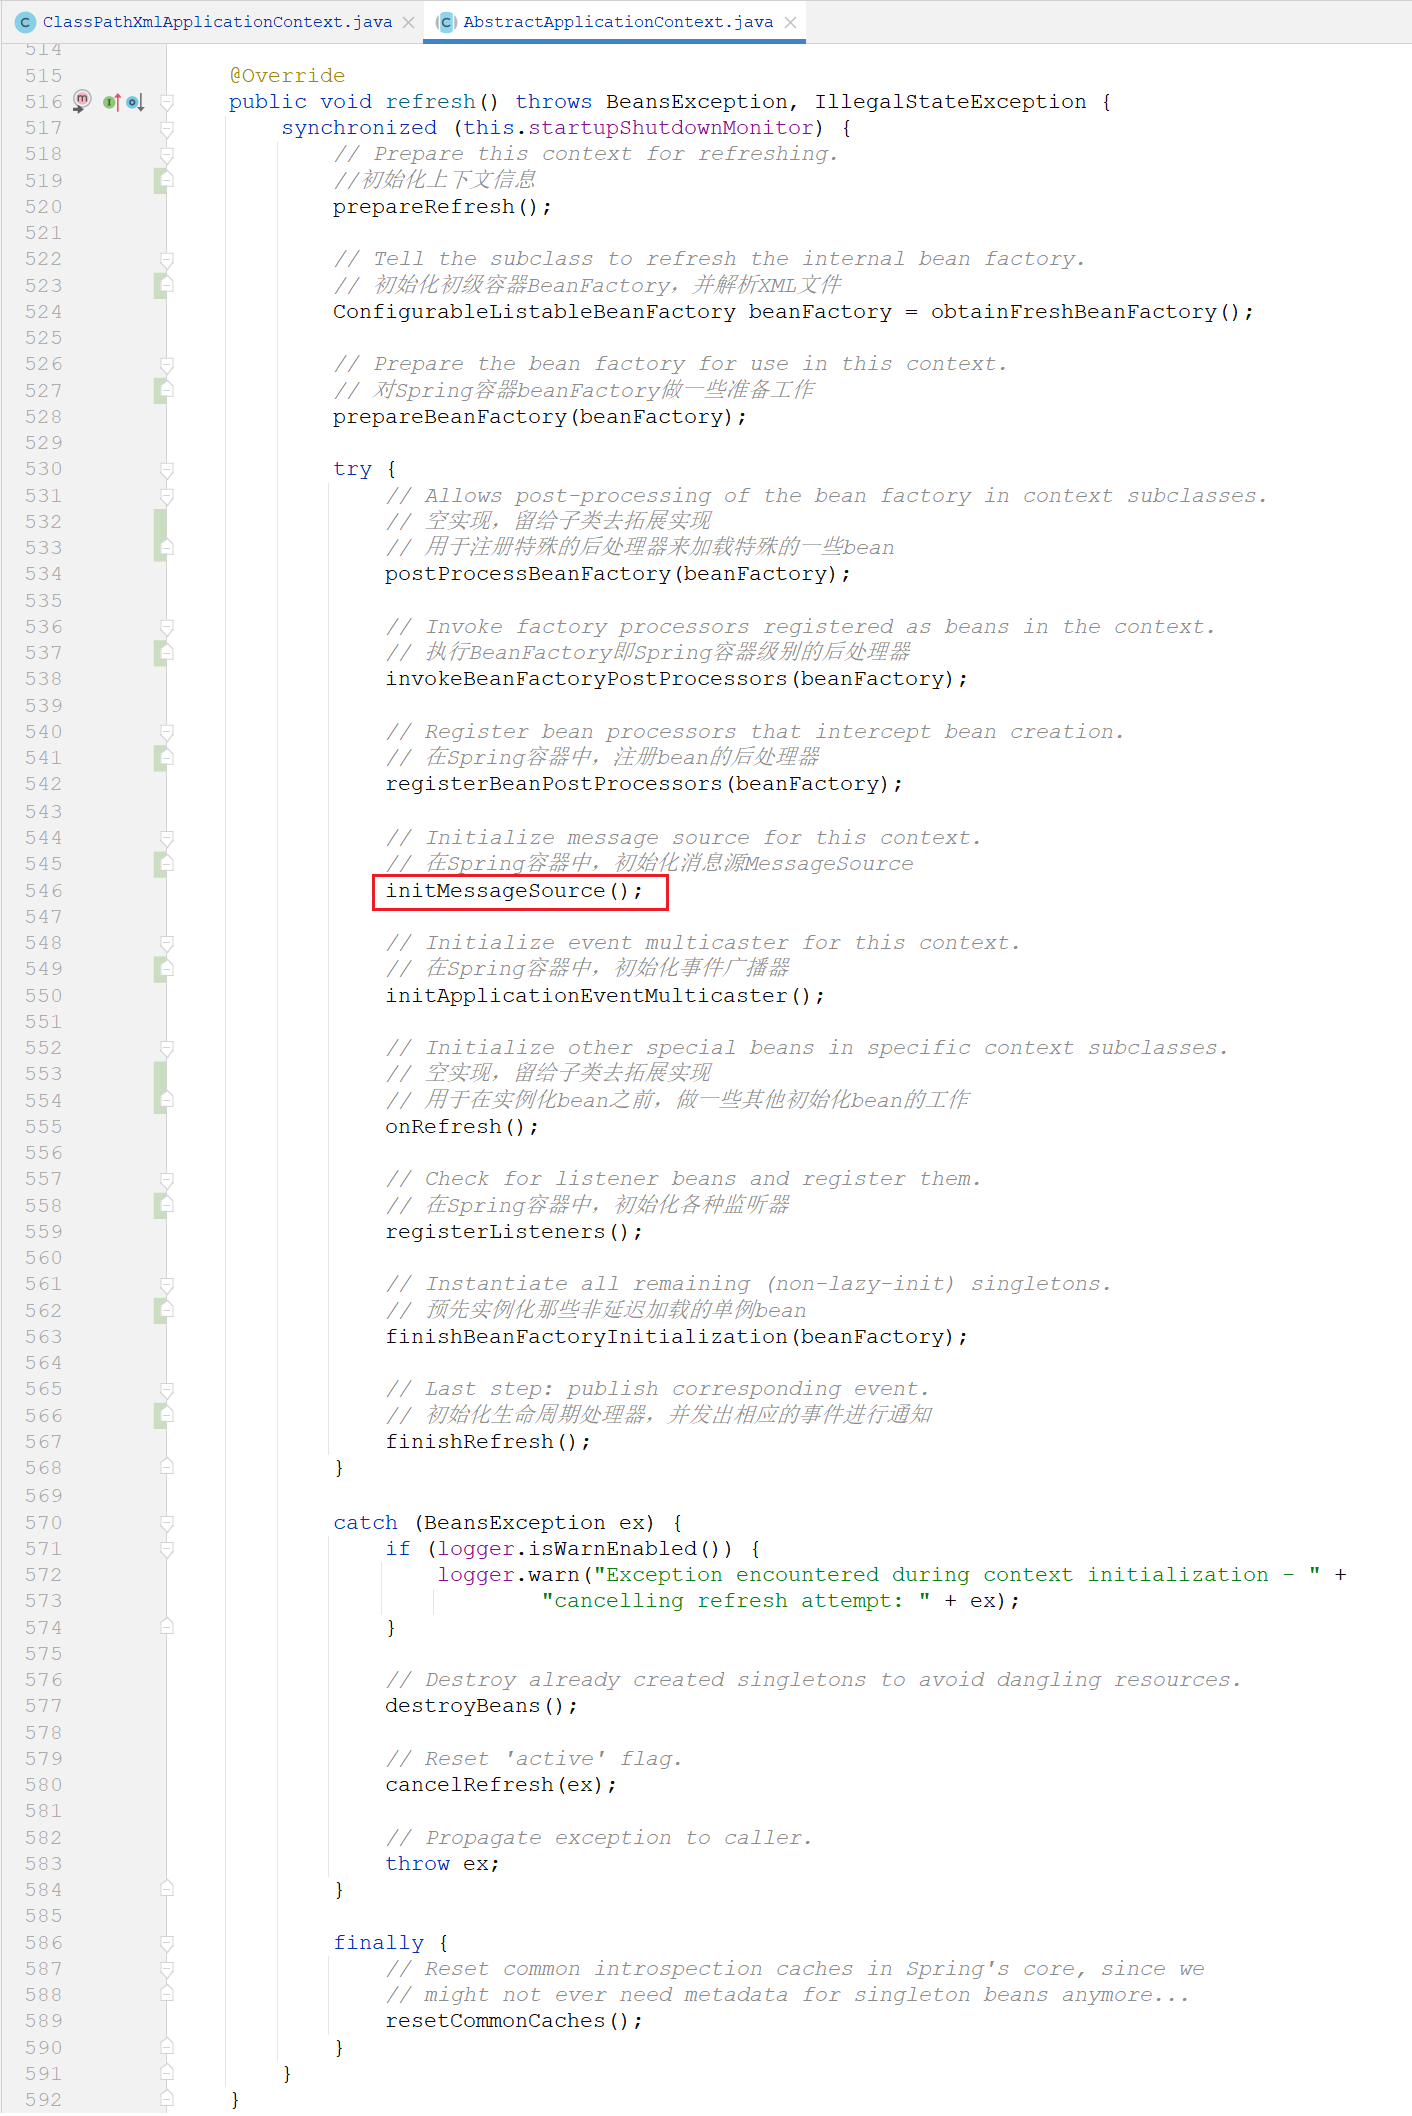 ClassPathXmlApplicationContext.java AbstractApplicationContext.java
514
515 @Override
516 public void refresh() throws BeansException, IllegalStateException {
517 synchronized (this.startupShutdownMonitor) {
518 // Prepare this context for refreshing.
519 //初始化上下文信息
520 prepareRefresh();
521
522 // Tell the subclass to refresh the internal bean factory.
523 // 初始化初级容器BeanFactory，并解析XML文件
524 ConfigurableListableBeanFactory beanFactory = obtainFreshBeanFactory();
525
526 // Prepare the bean factory for use in this context.
527 // 对Spring容器beanFactory做一些准备工作
528 prepareBeanFactory(beanFactory);
529
530 try {
531 // Allows post-processing of the bean factory in context subclasses.
532 // 空实现，留给子类去拓展实现
533 // 用于注册特殊的后处理器来加载特殊的一些bean
534 postProcessBeanFactory(beanFactory);
535
536 // Invoke factory processors registered as beans in the context.
537 // 执行BeanFactory即Spring容器级别的后处理器
538 invokeBeanFactoryPostProcessors(beanFactory);
539
540 // Register bean processors that intercept bean creation.
541 // 在Spring容器中，注册bean的后处理器
542 registerBeanPostProcessors(beanFactory);
543
544 // Initialize message source for this context.
545 // 在Spring容器中，初始化消息源MessageSource
546 initMessageSource();
547
548 // Initialize event multicaster for this context.
549 // 在Spring容器中，初始化事件广播器
550 initApplicationEventMulticaster();
551
552 // Initialize other special beans in specific context subclasses.
553 // 空实现，留给子类去拓展实现
554 // 用于在实例化bean之前，做一些其他初始化bean的工作
555 onRefresh();
556
557 // Check for listener beans and register them.
558 // 在Spring容器中，初始化各种监听器
559 registerListeners();
560
561 // Instantiate all remaining (non-lazy-init) singletons.
562 // 预先实例化那些非延迟加载的单例bean
563 finishBeanFactoryInitialization(beanFactory);
564
565 // Last step: publish corresponding event.
566 // 初始化生命周期处理器，并发出相应的事件进行通知
567 finishRefresh();
568 }
569
570 catch (BeansException ex) {
571 if (logger.isWarnEnabled()) {
572 logger.warn("Exception encountered during context initialization - " +
573 "cancelling refresh attempt: " + ex);
574 }
575
576 // Destroy already created singletons to avoid dangling resources.
577 destroyBeans();
578
579 // Reset 'active' flag.
580 cancelRefresh(ex);
581
582 // Propagate exception to caller.
583 throw ex;
584 }
585
586 finally {
587 // Reset common introspection caches in Spring's core, since we
588 // might not ever need metadata for singleton beans anymore...
589 resetCommonCaches();
590 }
591 }
592 }